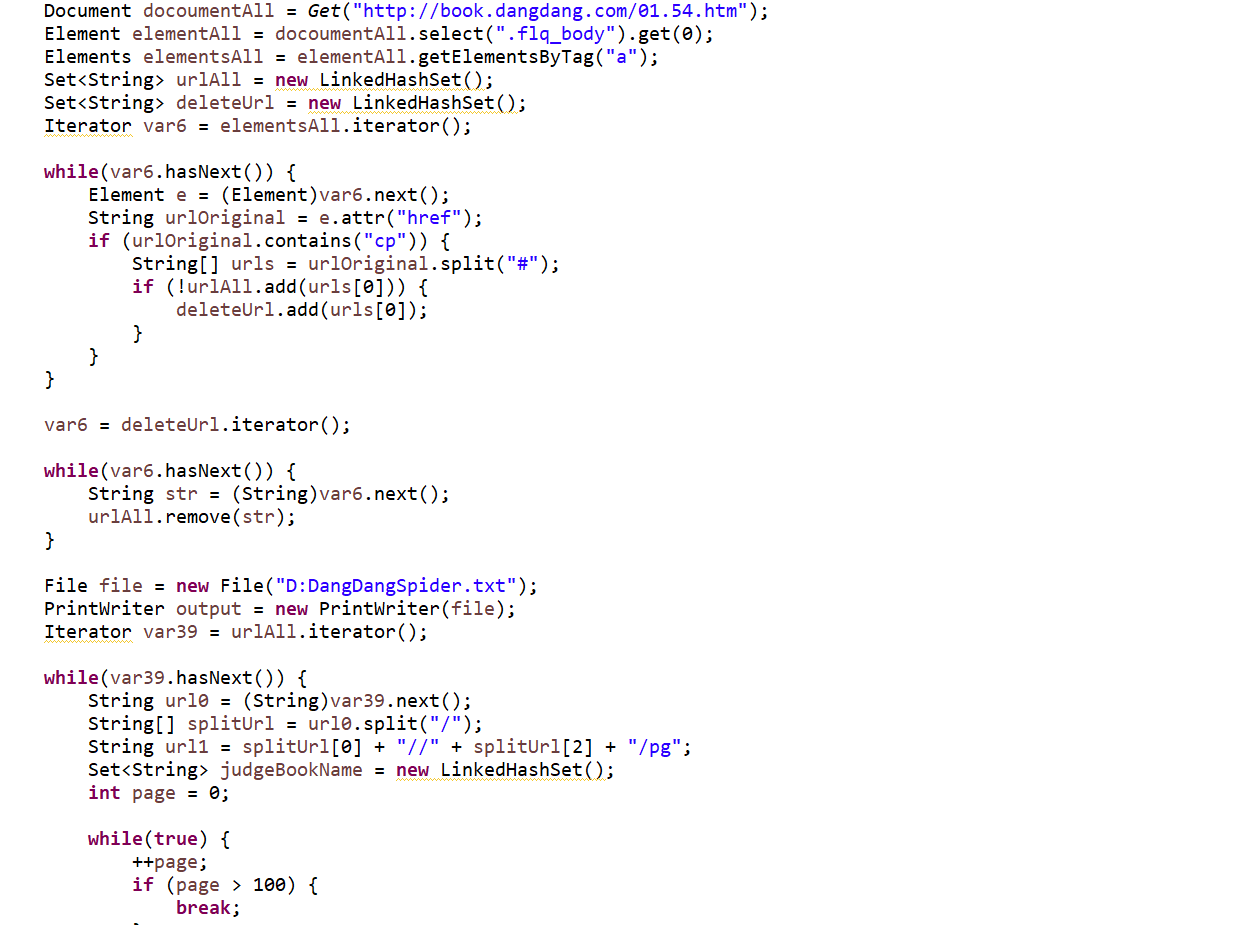 Document docoumentAll = Get("http://book.dangdang.com/01.54.htm");
Element elementAll = docoumentAll.select(".flq_body").get(0);
Elements elementsAll = elementAll.getElementsByTag("a");
Set<String> urlAll = new LinkedHashSet();
Set<String> deleteUrl = new LinkedHashSet();
Iterator var6 = elementsAll.iterator();

while(var6.hasNext()) {
    Element e = (Element)var6.next();
    String urlOriginal = e.attr("href");
    if (urlOriginal.contains("cp")) {
        String[] urls = urlOriginal.split("#");
        if (!urlAll.add(urls[0])) {
            deleteUrl.add(urls[0]);
        }
    }
}

var6 = deleteUrl.iterator();

while(var6.hasNext()) {
    String str = (String)var6.next();
    urlAll.remove(str);
}

File file = new File("D:DangDangSpider.txt");
PrintWriter output = new PrintWriter(file);
Iterator var39 = urlAll.iterator();

while(var39.hasNext()) {
    String url0 = (String)var39.next();
    String[] splitUrl = url0.split("/");
    String url1 = splitUrl[0] + "//" + splitUrl[2] + "/pg";
    Set<String> judgeBookName = new LinkedHashSet();
    int page = 0;

    while(true) {
        ++page;
        if (page > 100) {
            break;